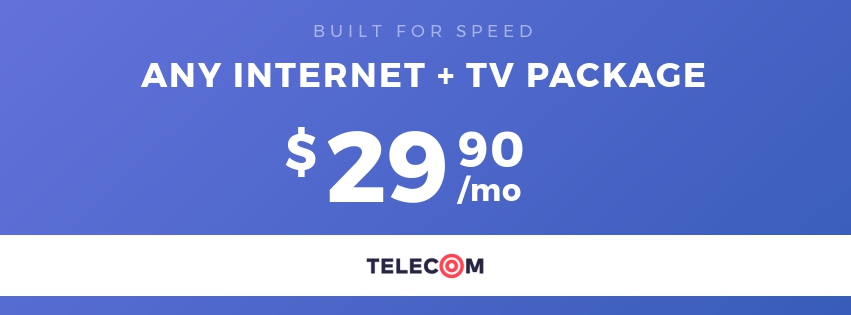 BUILT FOR SPEED
ANY INTERNET + TV PACKAGE
$29 90
/mo
TELECOM